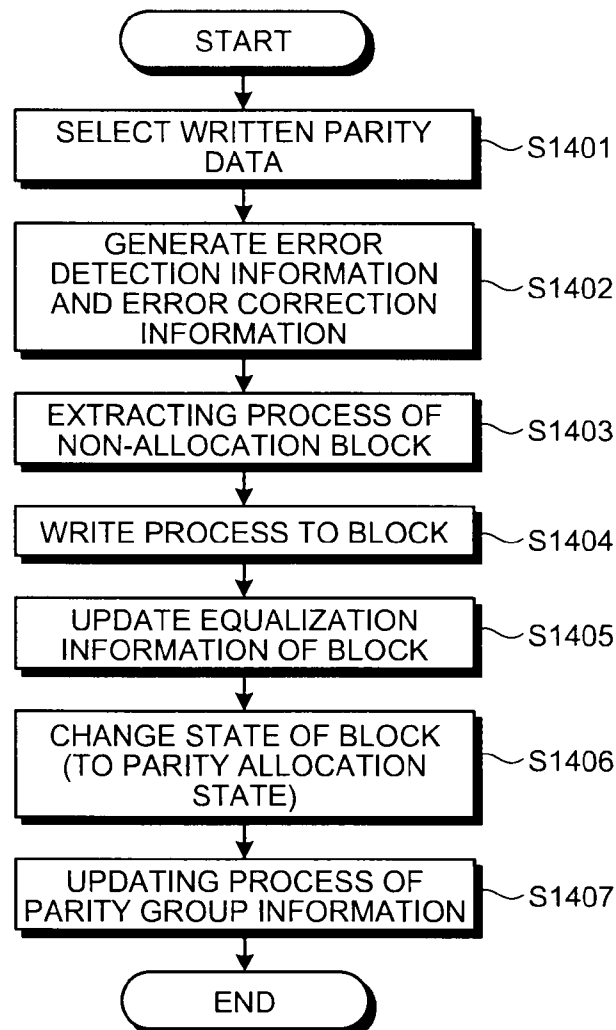 START
SELECT WRITTEN PARITY
DATA
S1401
GENERATE ERROR
DETECTION INFORMATION
AND ERROR CORRECTION
INFORMATION
S1402
EXTRACTING PROCESS OF
NON-ALLOCATION BLOCK
S1403
WRITE PROCESS TO BLOCK
S1404
UPDATE EQUALIZATION
INFORMATION OF BLOCK
S1405
CHANGE STATE OF BLOCK
(TO PARITY ALLOCATION
STATE)
S1406
UPDATING PROCESS OF
PARITY GROUP INFORMATION
S1407
END